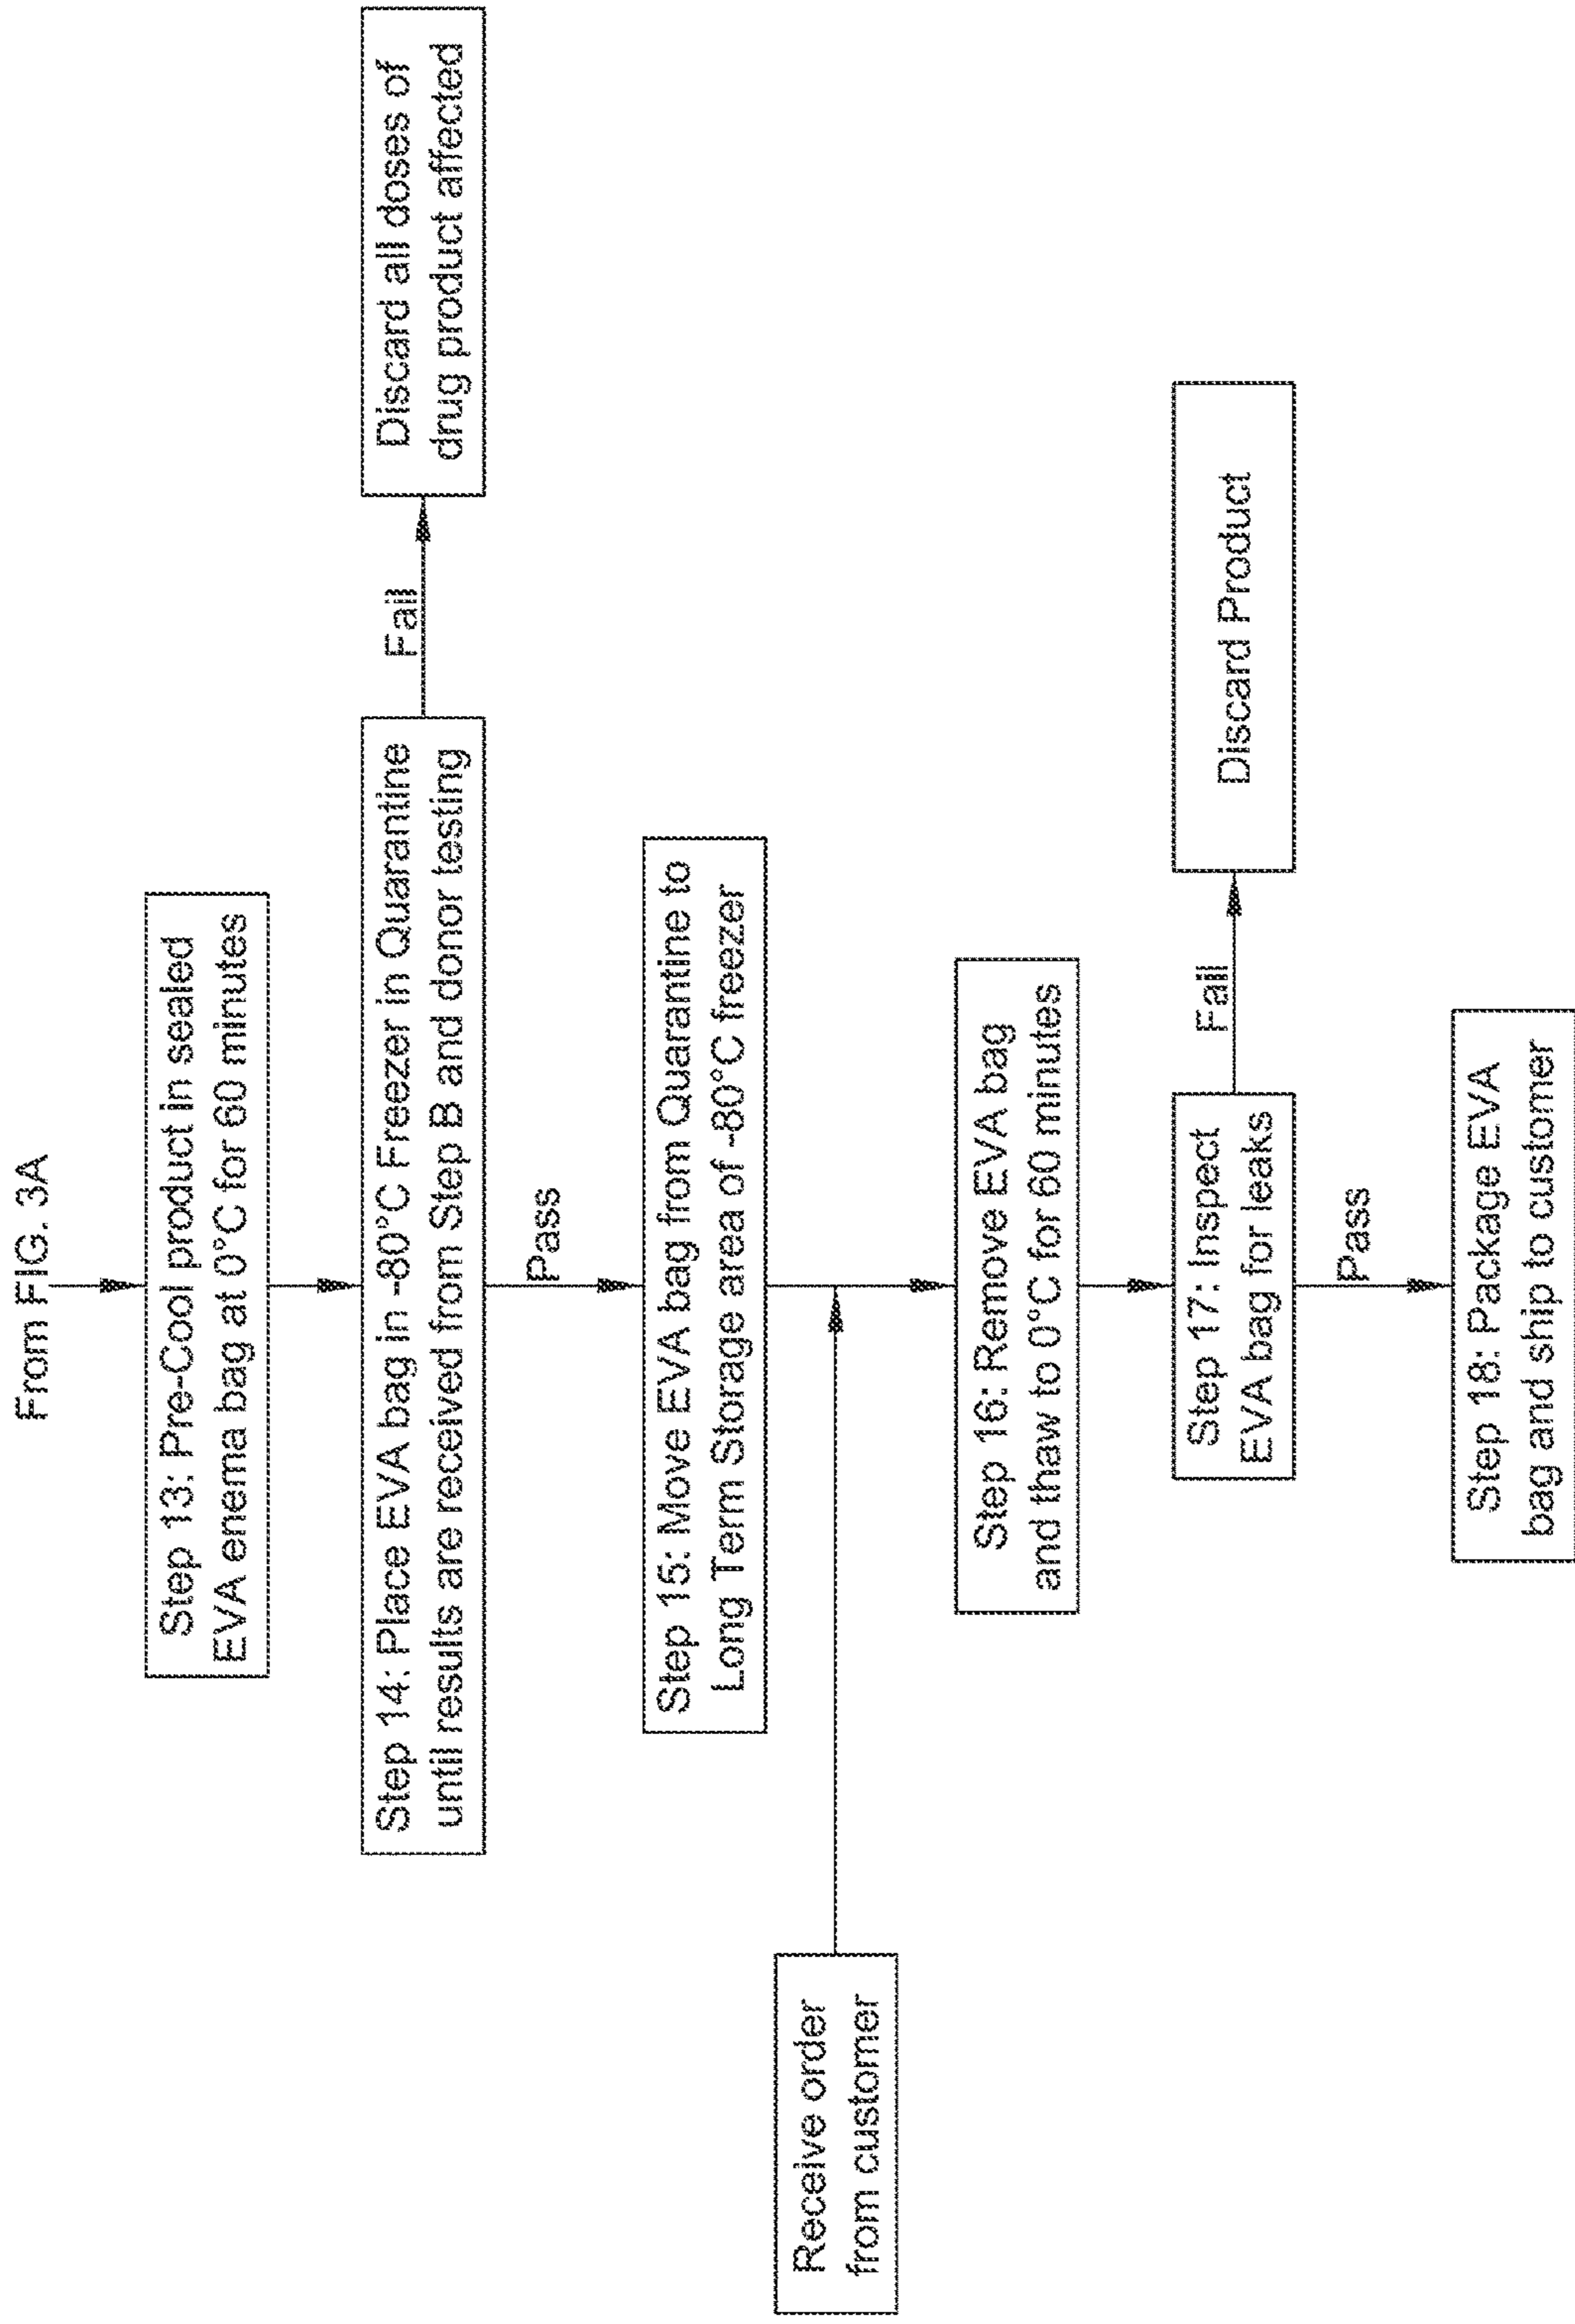 From FIG. 3A
Step 13: Pre-Cool product in sealed
EVA enema bag at 0°C for 60 minutes
Step 14: Place EVA bag in -80°C Freezer in Quarantine
until results are received from Step B and donor testing
Fail
Discard all doses of
drug product affected
Pass
Step 15: Move EVA bag from Quarantine to
Long Term Storage area of -80°C freezer
Receive order
from customer
Step 16: Remove EVA bag
and thaw to 0°C for 60 minutes
Step 17: Inspect
EVA bag for leaks
Fail
Discard Product
Pass
Step 18: Package EVA
bag and ship to customer